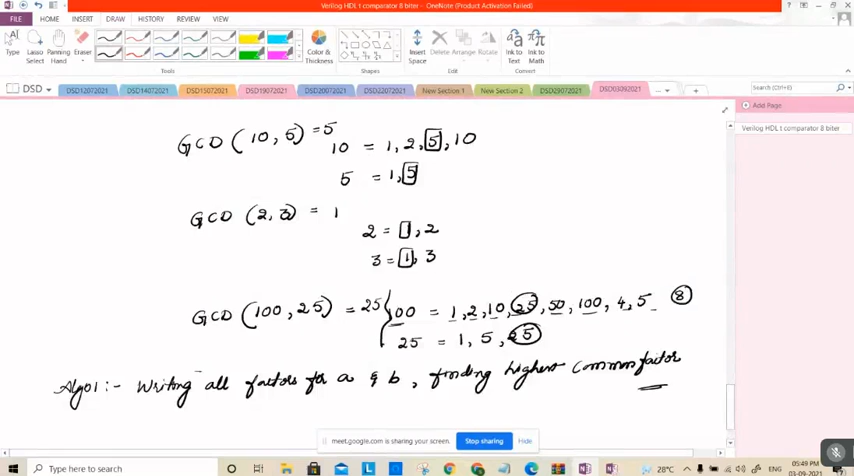 Verilog HDL t comparator 8 biter - OneNote (Product Activation Failed)
FILE HOME INSERT DRAW HISTORY REVIEW VIEW
Type Lasso Select Panning Hand Eraser Color & Thickness Insert Space Delete Arrange Rotate Ink to Text Ink to Math
Tools Shapes Edit Convert
DSD DSD12072021 DSD14072021 DSD15072021 DSD19072021 DSD20072021 DSD22072021 New Section 1 New Section 2 DSD29072021 DSD03092021 Search (Ctrl+E)
Add Page
Verilog HDL t comparator 8 biter
GCD (10, 5) = 5
10 = 1, 2, 5, 10
5 = 1, 5
GCD (2, 3) = 1
2 = 1, 2
3 = 1, 3
GCD (100, 25) = 25
100 = 1, 2, 10, 25, 50, 100, 4, 5 8
25 = 1, 5, 25
Algo1 :- Writing all factors for a & b, finding highest common factor
meet.google.com is sharing your screen. Stop sharing Hide
Type here to search
28°C
05:49 PM
03-09-2021